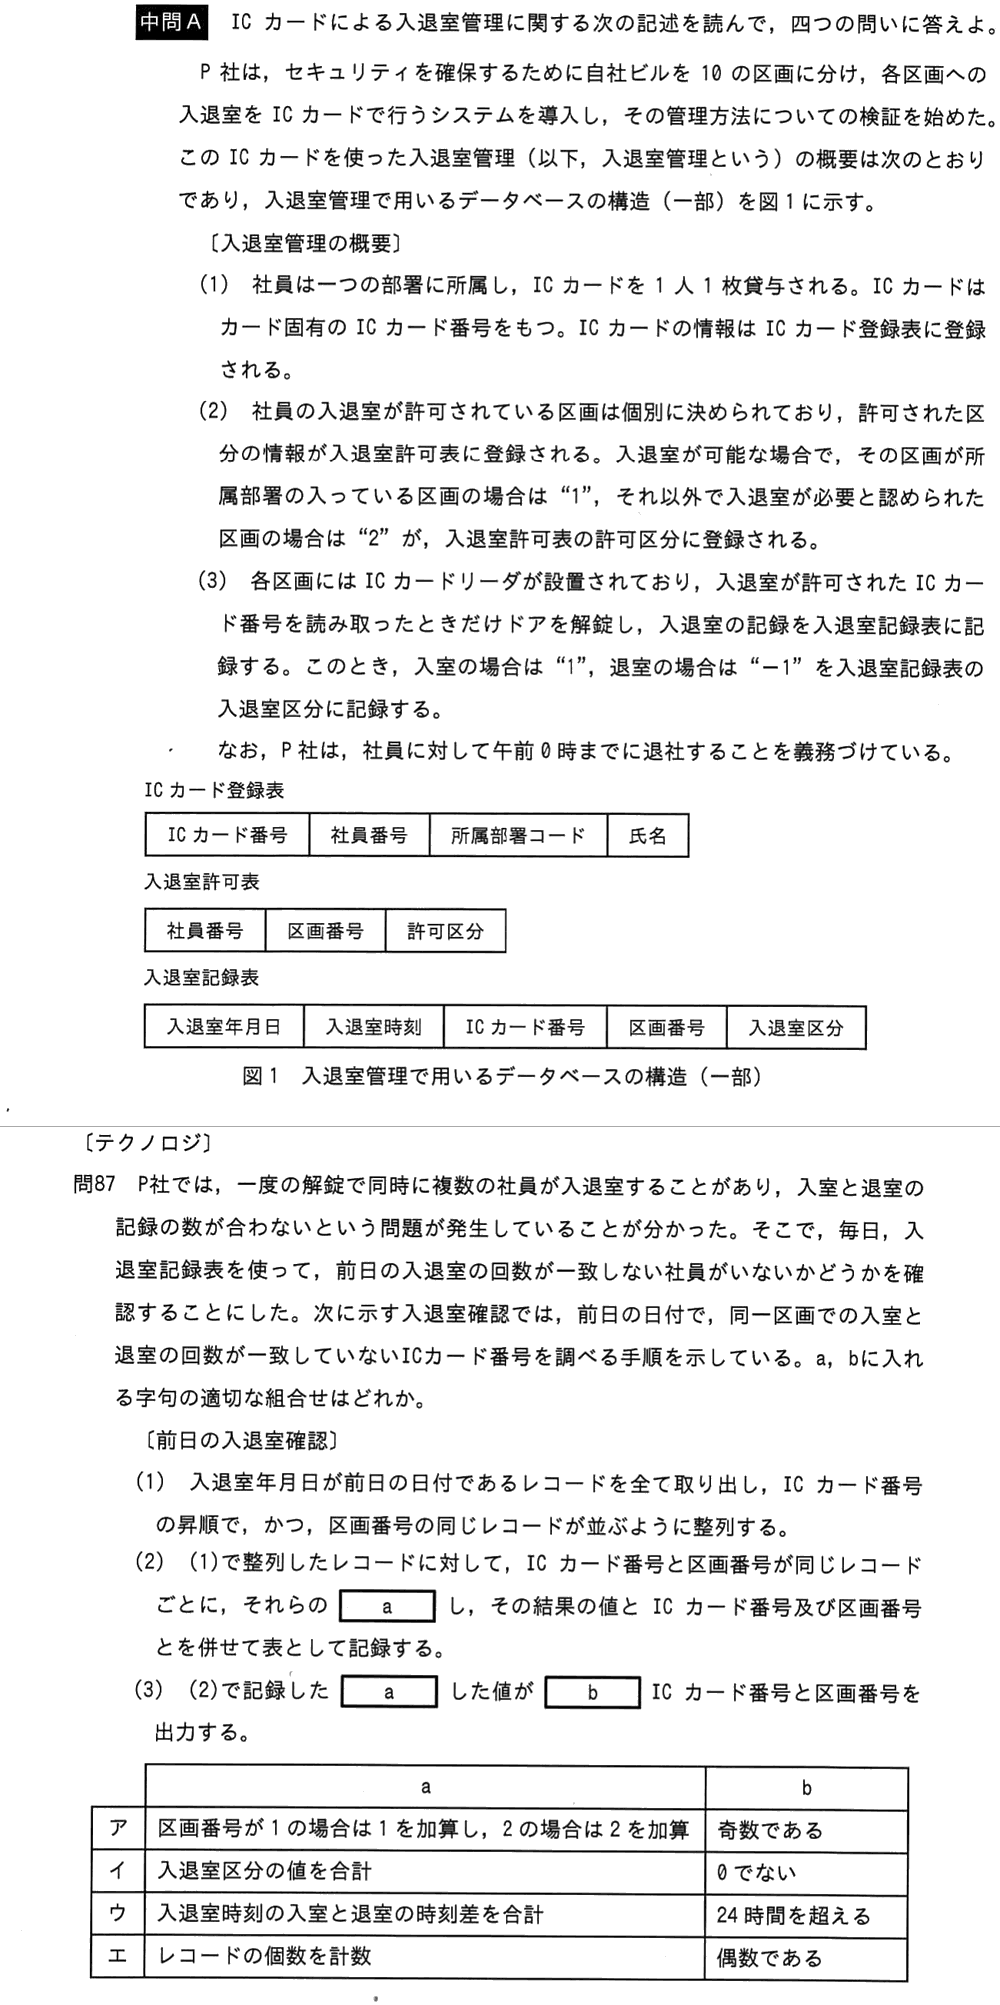 中問A IC カードによる入退室管理に関する次の記述を読んで，四つの問いに答えよ。
P 社は，セキュリティを確保するために自社ビルを 10 の区画に分け，各区画への
入退室を IC カードで行うシステムを導入し，その管理方法についての検証を始めた。
この IC カードを使った入退室管理（以下，入退室管理という）の概要は次のとおり
であり，入退室管理で用いるデータベースの構造（一部）を図 1 に示す。
〔入退室管理の概要〕
(1) 社員は一つの部署に所属し，IC カードを 1 人 1 枚貸与される。IC カードは
カード固有の IC カード番号をもつ。IC カードの情報は IC カード登録表に登録
される。
(2) 社員の入退室が許可されている区画は個別に決められており，許可された区
分の情報が入退室許可表に登録される。入退室が可能な場合で，その区画が所
属部署の入っている区画の場合は“1”，それ以外で入退室が必要と認められた
区画の場合は“2”が，入退室許可表の許可区分に登録される。
(3) 各区画には IC カードリーダが設置されており，入退室が許可された IC カー
ド番号を読み取ったときだけドアを解錠し，入退室の記録を入退室記録表に記
録する。このとき，入室の場合は“1”，退室の場合は“－1”を入退室記録表の
入退室区分に記録する。
なお，P 社は，社員に対して午前 0 時までに退社することを義務づけている。
IC カード登録表
IC カード番号 社員番号 所属部署コード 氏名
入退室許可表
社員番号 区画番号 許可区分
入退室記録表
入退室年月日 入退室時刻 IC カード番号 区画番号 入退室区分
図 1 入退室管理で用いるデータベースの構造（一部）
〔テクノロジ〕
問87 P社では，一度の解錠で同時に複数の社員が入退室することがあり，入室と退室の
記録の数が合わないという問題が発生していることが分かった。そこで，毎日，入
退室記録表を使って，前日の入退室の回数が一致しない社員がいないかどうかを確
認することにした。次に示す入退室確認では，前日の日付で，同一区画での入室と
退室の回数が一致していないICカード番号を調べる手順を示している。a，bに入れ
る字句の適切な組合せはどれか。
〔前日の入退室確認〕
(1) 入退室年月日が前日の日付であるレコードを全て取り出し，IC カード番号
の昇順で，かつ，区画番号の同じレコードが並ぶように整列する。
(2) (1)で整列したレコードに対して，IC カード番号と区画番号が同じレコード
ごとに，それらの a し，その結果の値と IC カード番号及び区画番号
とを併せて表として記録する。
(3) (2)で記録した a した値が b IC カード番号と区画番号を
出力する。
a b
ア 区画番号が 1 の場合は 1 を加算し，2 の場合は 2 を加算 奇数である
イ 入退室区分の値を合計 0 でない
ウ 入退室時刻の入室と退室の時刻差を合計 24 時間を超える
エ レコードの個数を計数 偶数である